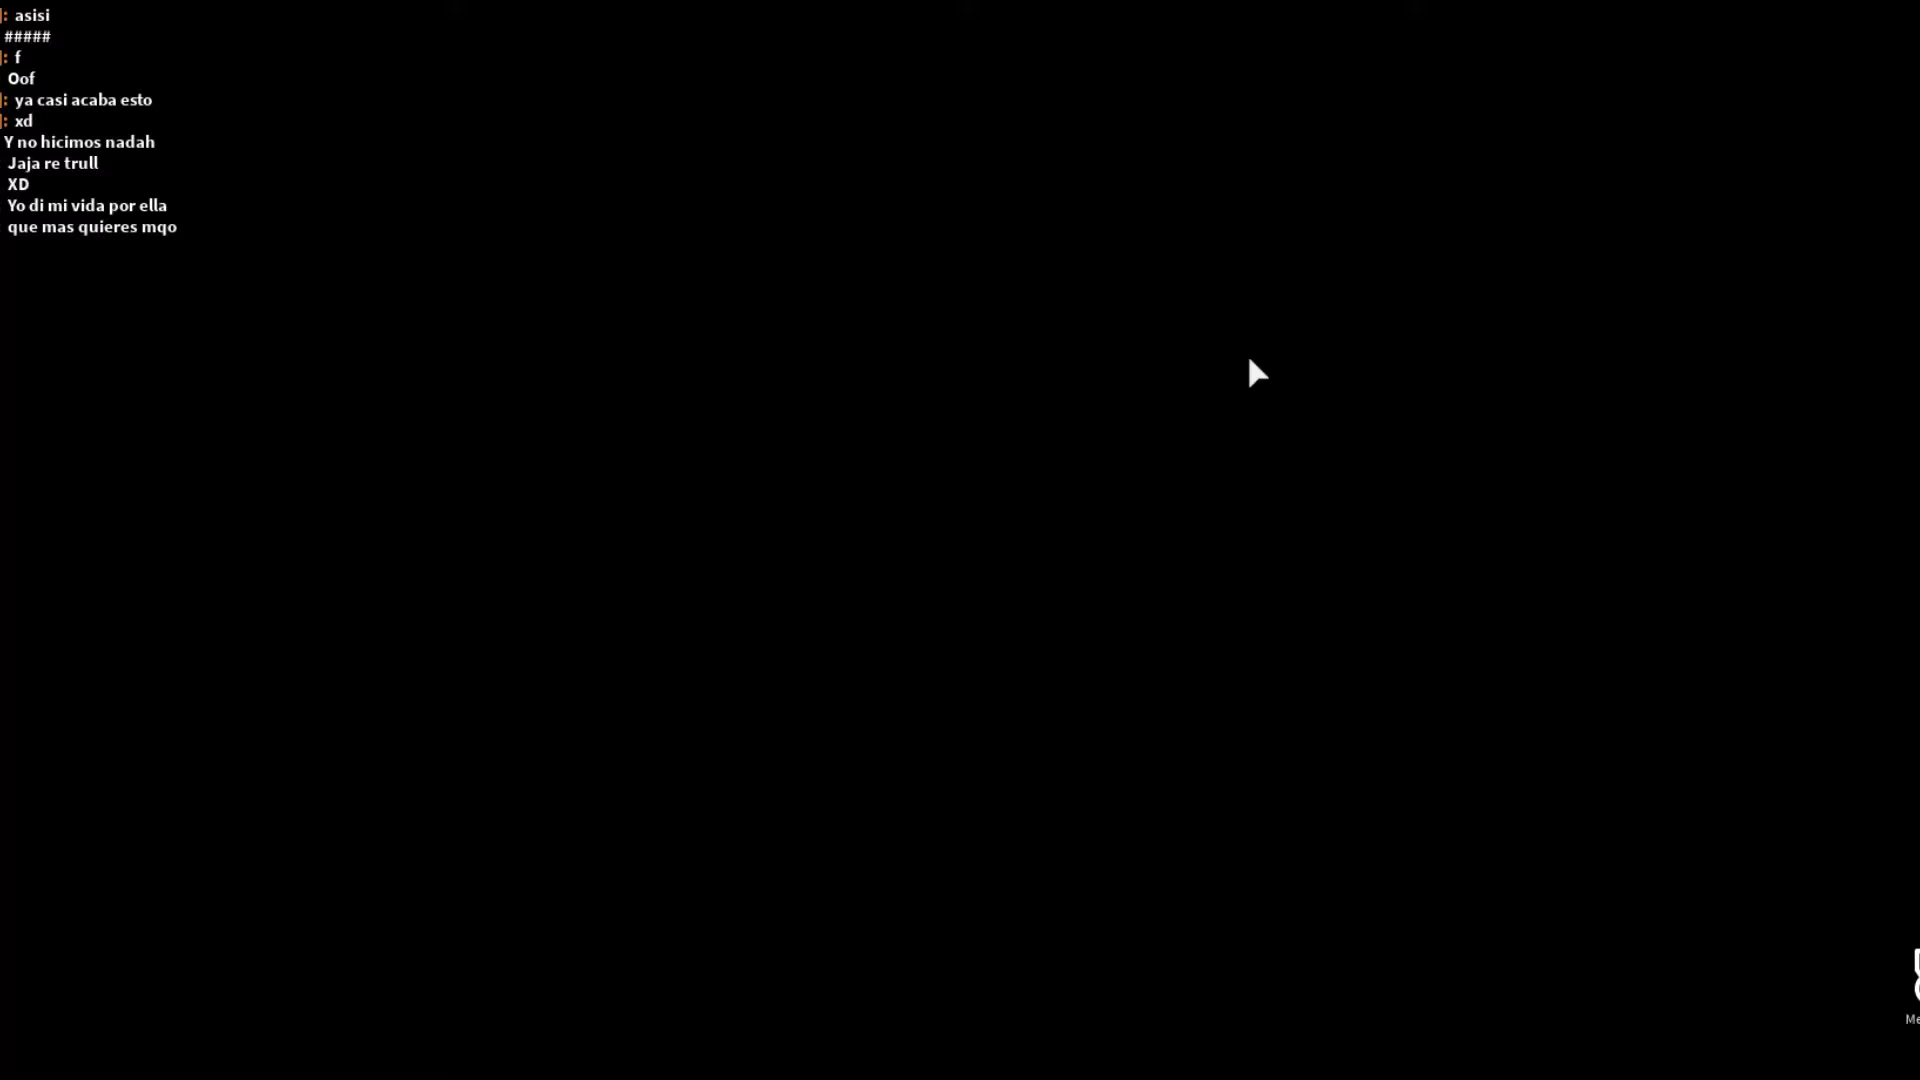 ]: asisi
#####
]: f
Oof
]: ya casi acaba esto
]: xd
Y no hicimos nadah
Jaja re trull
XD
Yo di mi vida por ella
que mas quieres mqo
Me